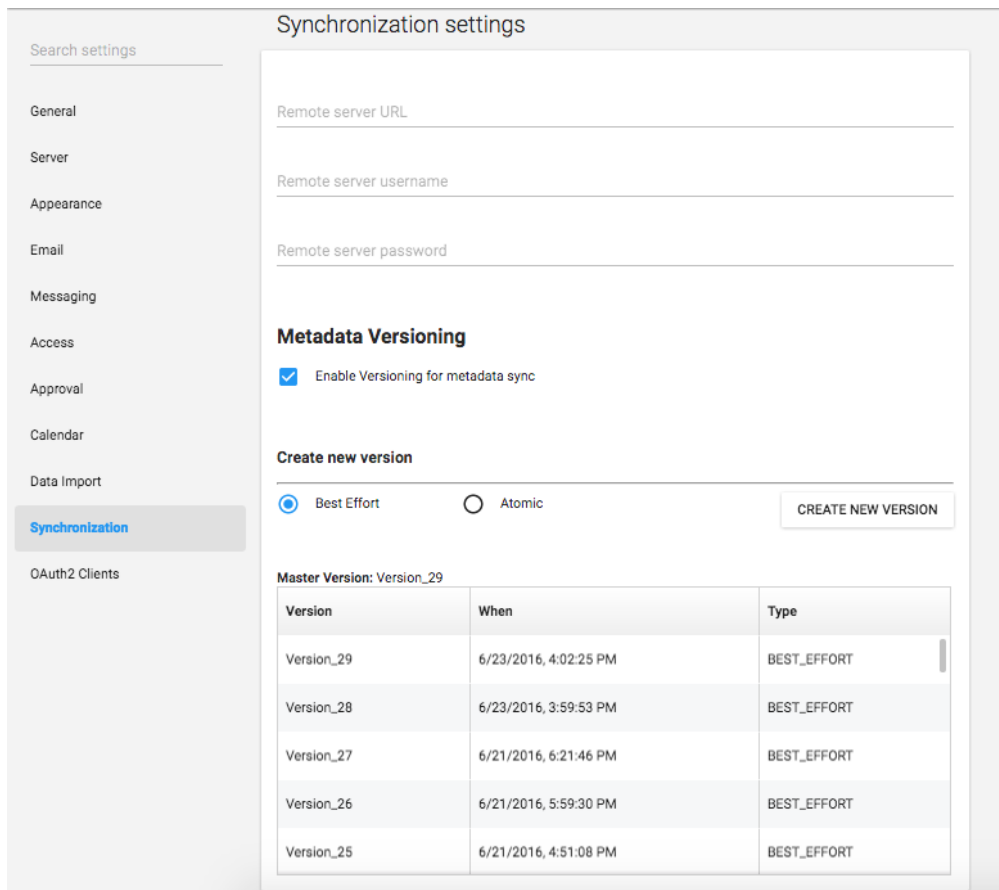 Synchronization settings
Search settings
General
Server
Appearance
Email
Messaging
Access
Approval
Calendar
Data Import
Synchronization
OAuth2 Clients
Remote server URL
Remote server username
Remote server password
Metadata Versioning
Enable Versioning for metadata sync
Create new version
Best Effort Atomic CREATE NEW VERSION
Master Version: Version_29
Version When Type
Version_29 6/23/2016, 4:02:25 PM BEST_EFFORT
Version_28 6/23/2016, 3:59:53 PM BEST_EFFORT
Version_27 6/21/2016, 6:21:46 PM BEST_EFFORT
Version_26 6/21/2016, 5:59:30 PM BEST_EFFORT
Version_25 6/21/2016, 4:51:08 PM BEST_EFFORT